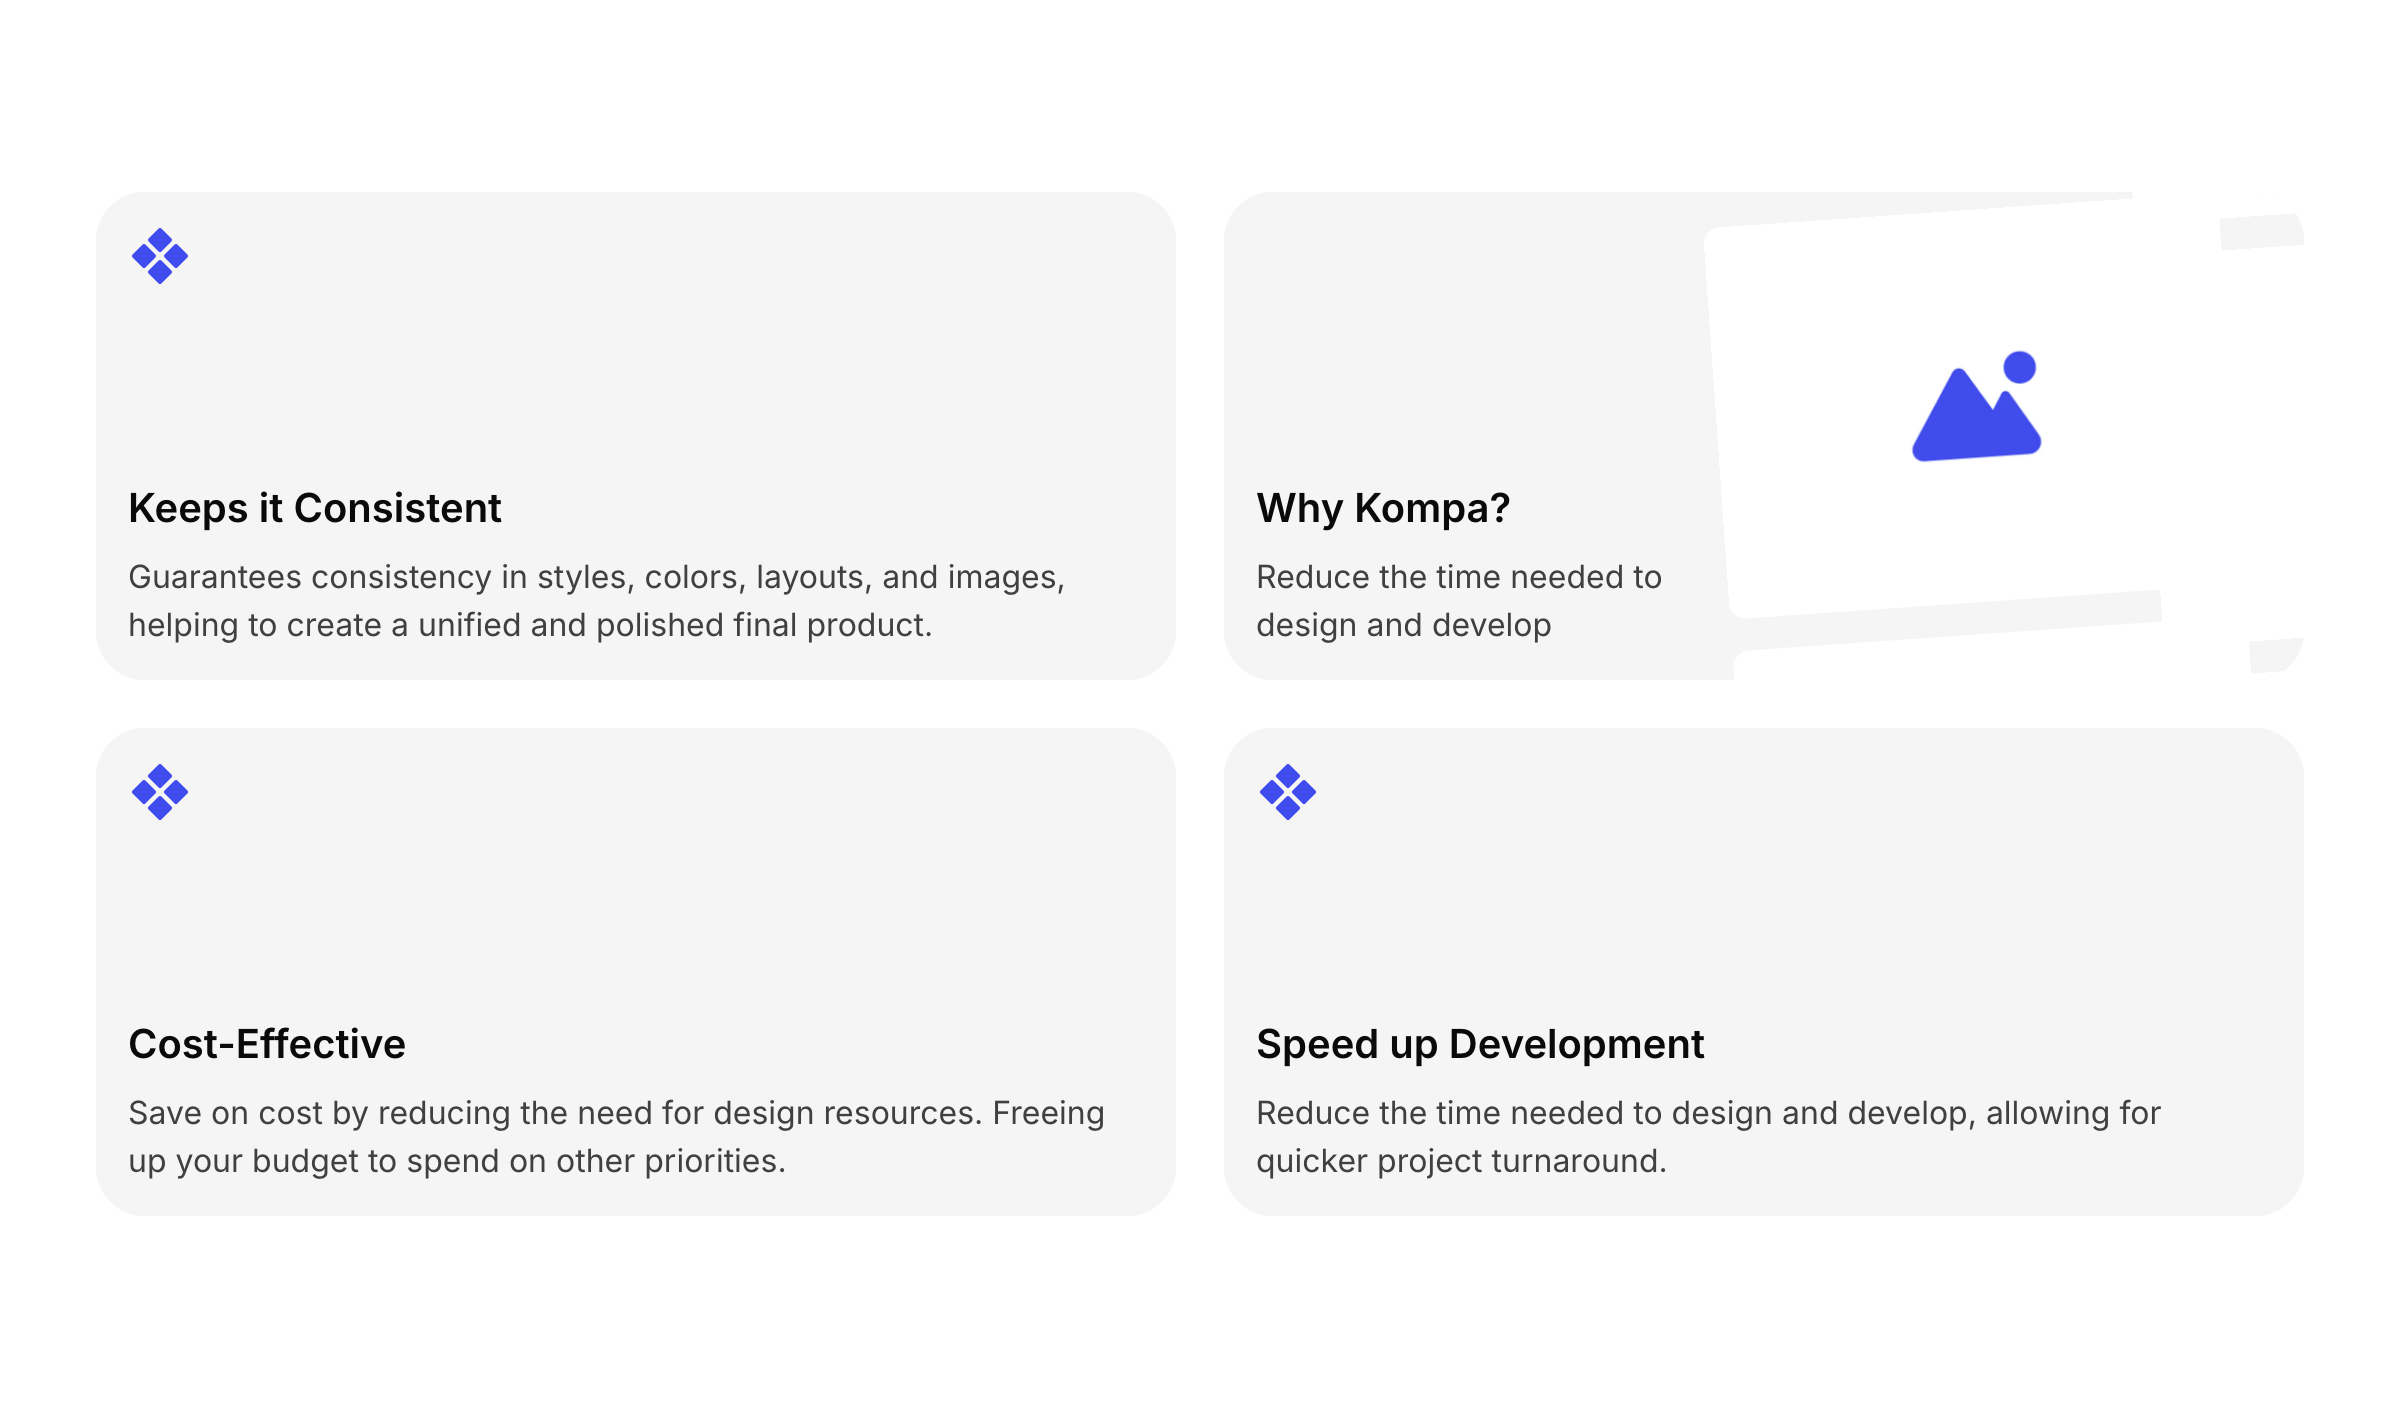 Keeps it Consistent
Guarantees consistency in styles, colors, layouts, and images,
helping to create a unified and polished final product.
Why Kompa?
Reduce the time needed to
design and develop
Cost-Effective
Save on cost by reducing the need for design resources. Freeing
up your budget to spend on other priorities.
Speed up Development
Reduce the time needed to design and develop, allowing for
quicker project turnaround.